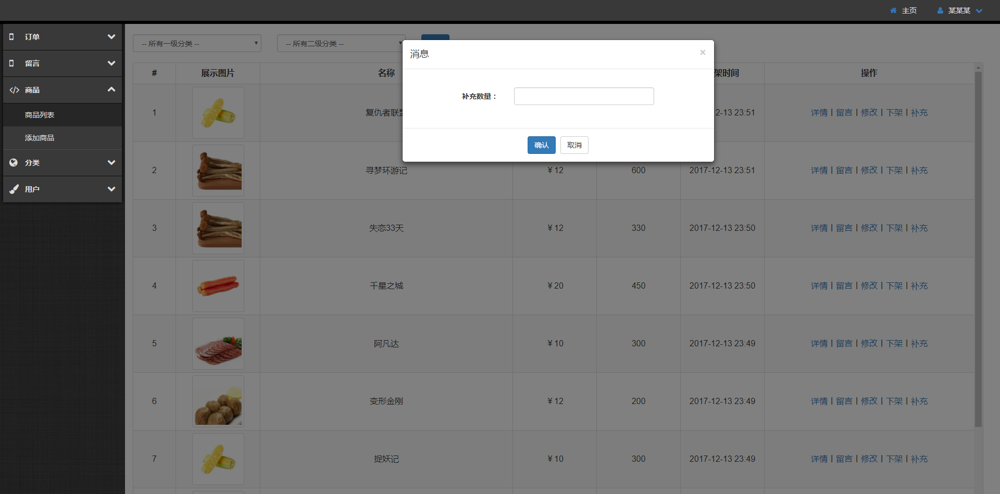 主页 某某某
订单
留言
商品
商品列表
添加商品
分类
用户
-- 所有一级分类 -- -- 所有二级分类 --
消息 ×
补充数量：
确认 取消
# 展示图片 名称 架时间 操作
1 复仇者联盟 2-13 23:51 详情 | 留言 | 修改 | 下架 | 补充
2 寻梦环游记 ¥12 600 2017-12-13 23:51 详情 | 留言 | 修改 | 下架 | 补充
3 失恋33天 ¥12 330 2017-12-13 23:50 详情 | 留言 | 修改 | 下架 | 补充
4 千星之城 ¥20 450 2017-12-13 23:50 详情 | 留言 | 修改 | 下架 | 补充
5 阿凡达 ¥10 300 2017-12-13 23:49 详情 | 留言 | 修改 | 下架 | 补充
6 变形金刚 ¥12 200 2017-12-13 23:49 详情 | 留言 | 修改 | 下架 | 补充
7 捉妖记 ¥10 300 2017-12-13 23:49 详情 | 留言 | 修改 | 下架 | 补充